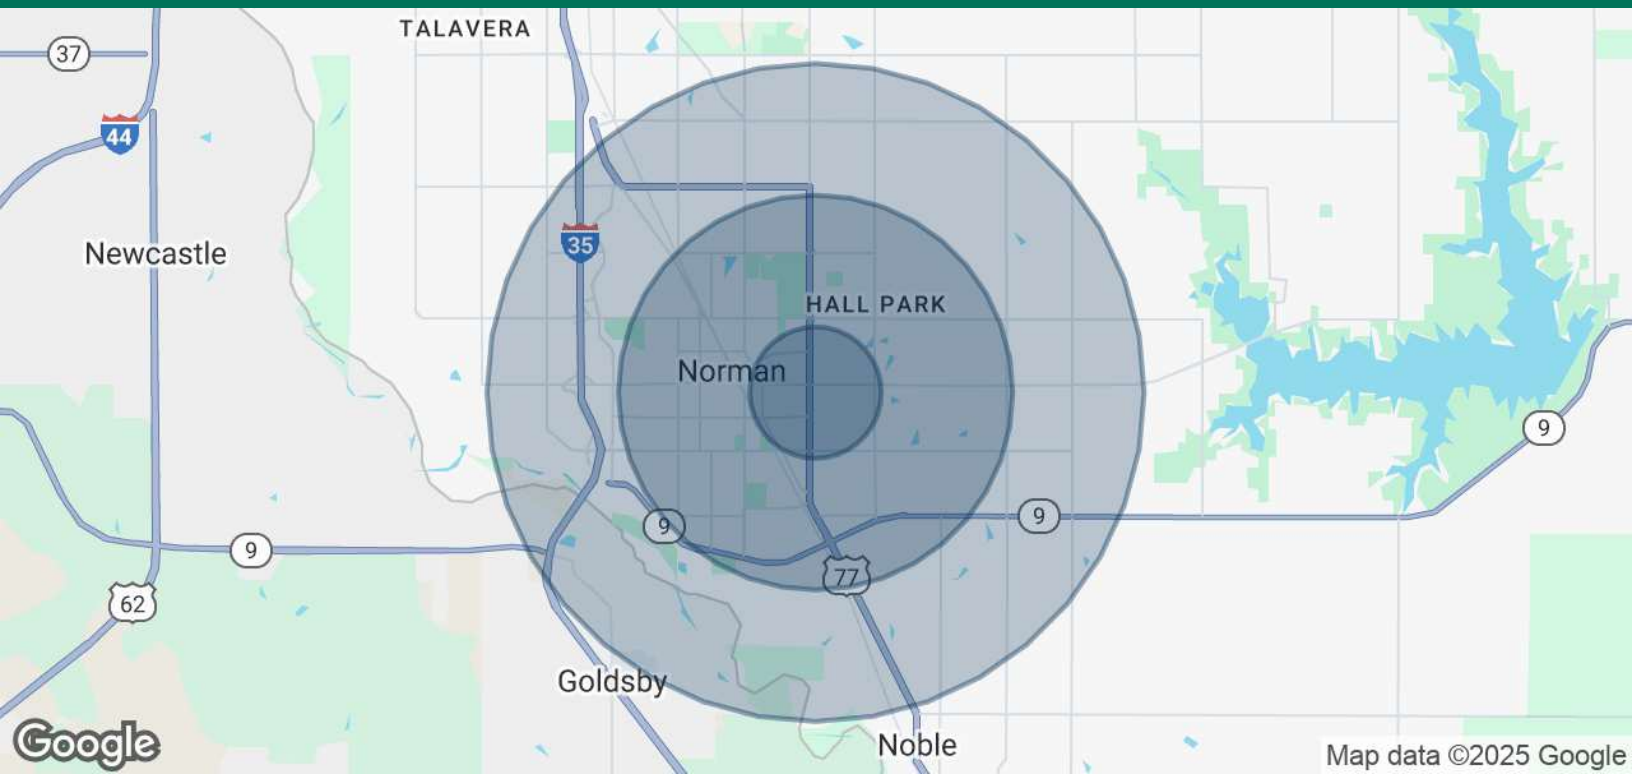 TALAVERA
37
44
35
Newcastle
HALL PARK
Norman
9
9
9
9
77
62
Goldsby
Noble
Google
Map data ©2025 Google